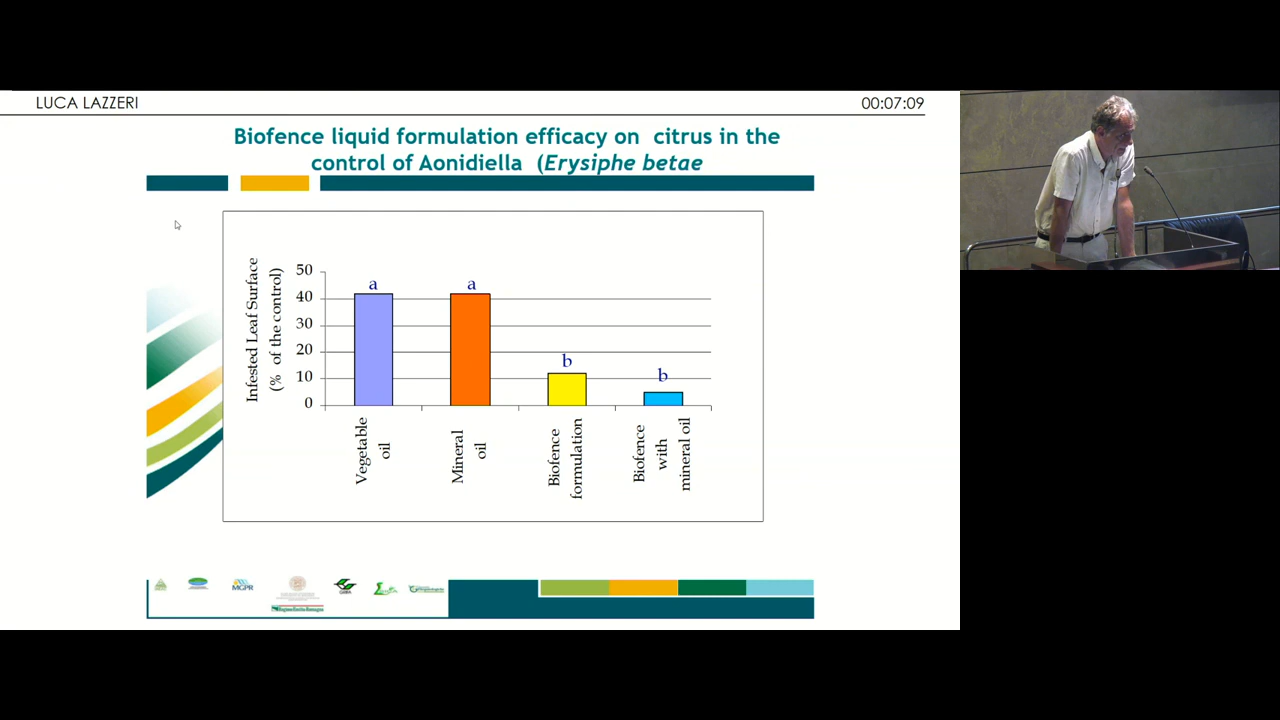 LUCA LAZZERI
00:07:09
Biofence liquid formulation efficacy on citrus in the
control of Aonidiella (Erysiphe betae
Infested Leaf Surface
(% of the control)
50
40
30
20
10
0
a
a
b
b
Vegetable
oil
Mineral
oil
Biofence
formulation
Biofence
with
mineral oil
MGPR